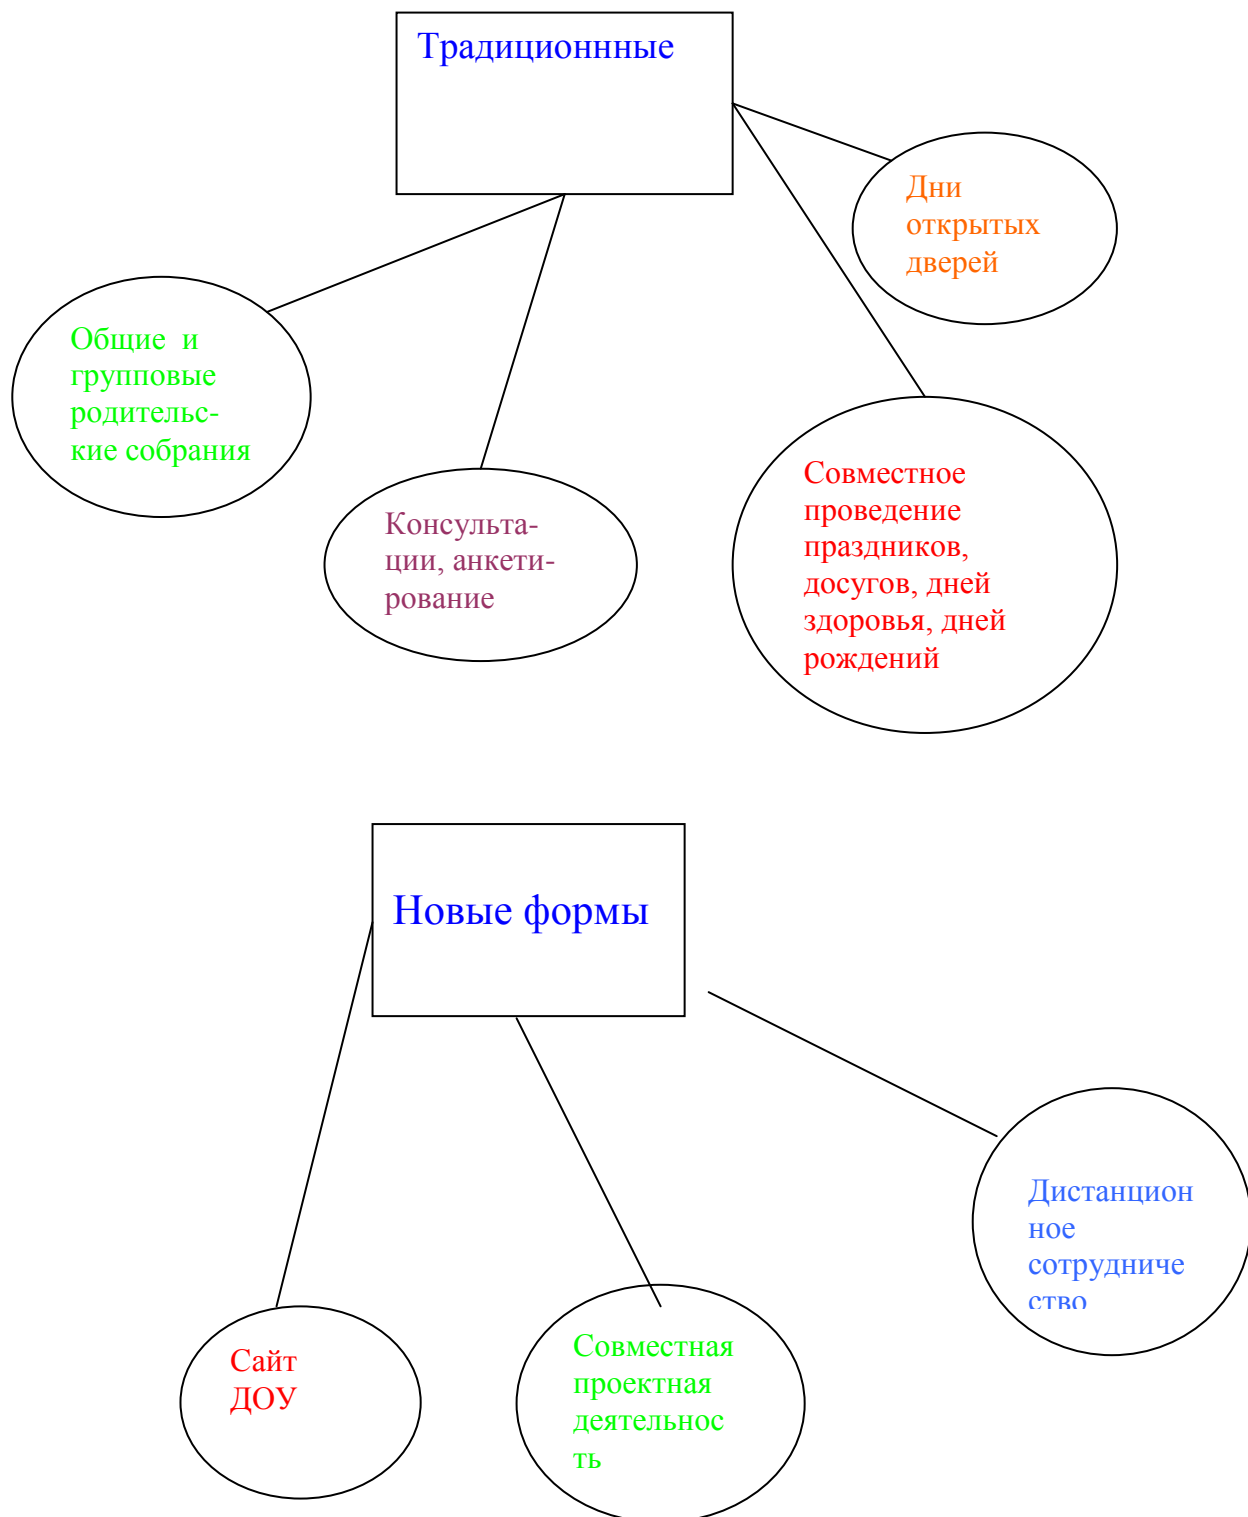 Традиционнные
Дни
открытых
дверей
Общие и
групповые
родительс-
кие собрания
Консульта-
ции, анкети-
рование
Совместное
проведение
праздников,
досугов, дней
здоровья, дней
рождений
Новые формы
Дистанцион
ное
сотрудниче
ство
Сайт
ДОУ
Совместная
проектная
деятельнос
ть